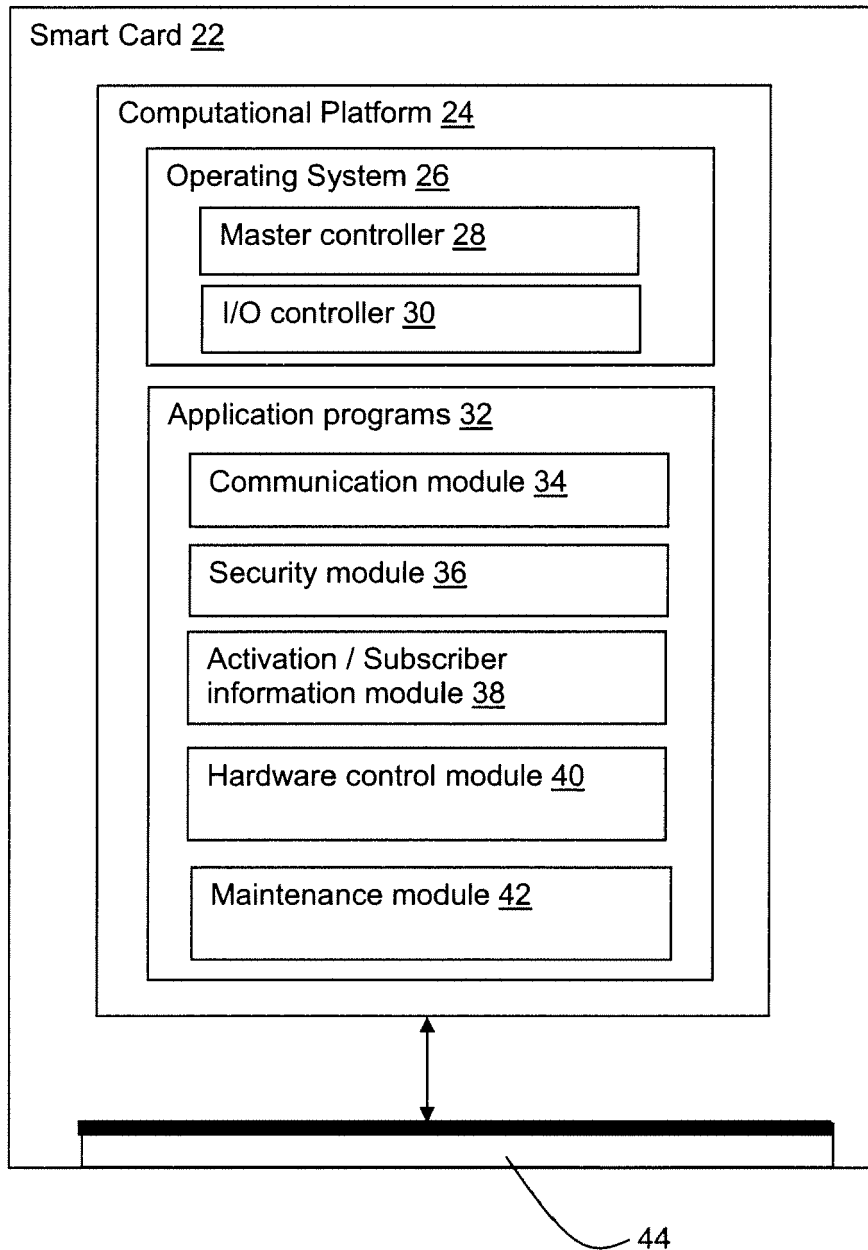 Smart Card 22
Computational Platform 24
Operating System 26
Master controller 28
I/O controller 30
Application programs 32
Communication module 34
Security module 36
Activation / Subscriber
information module 38
Hardware control module 40
Maintenance module 42
44